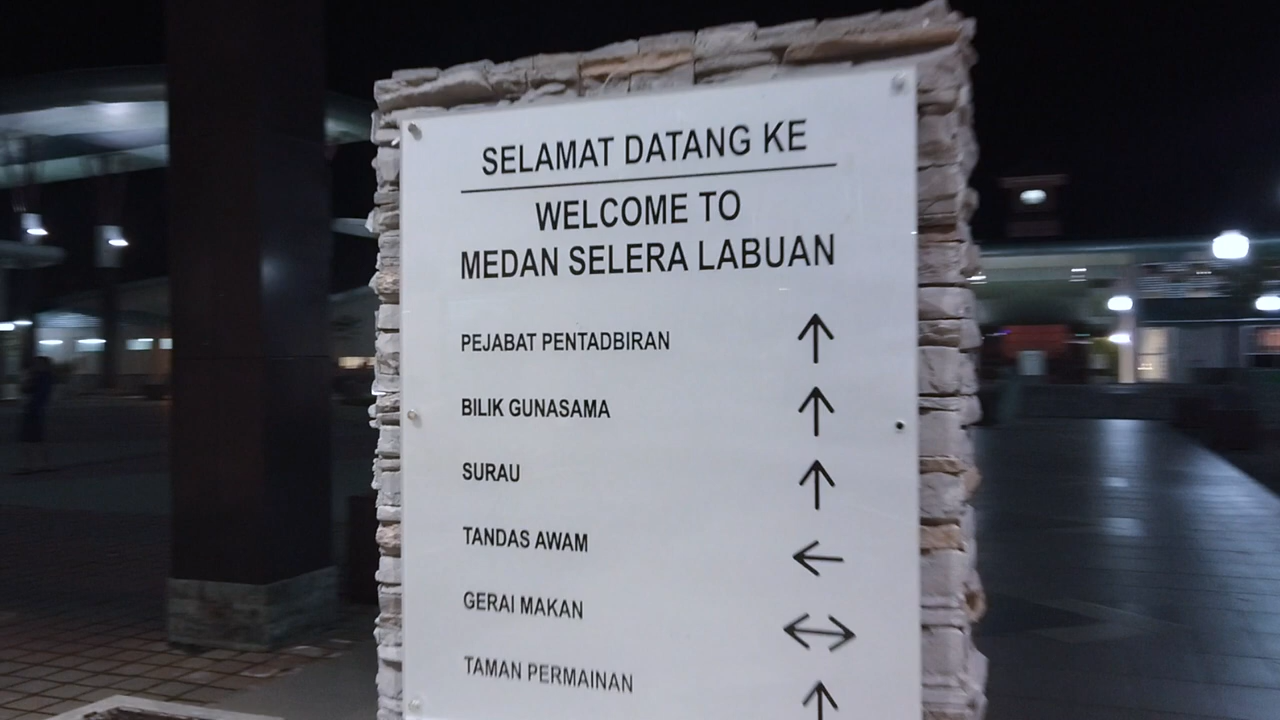 SELAMAT DATANG KE
WELCOME TO
MEDAN SELERA LABUAN
PEJABAT PENTADBIRAN
BILIK GUNASAMA
SURAU
TANDAS AWAM
GERAI MAKAN
TAMAN PERMAINAN